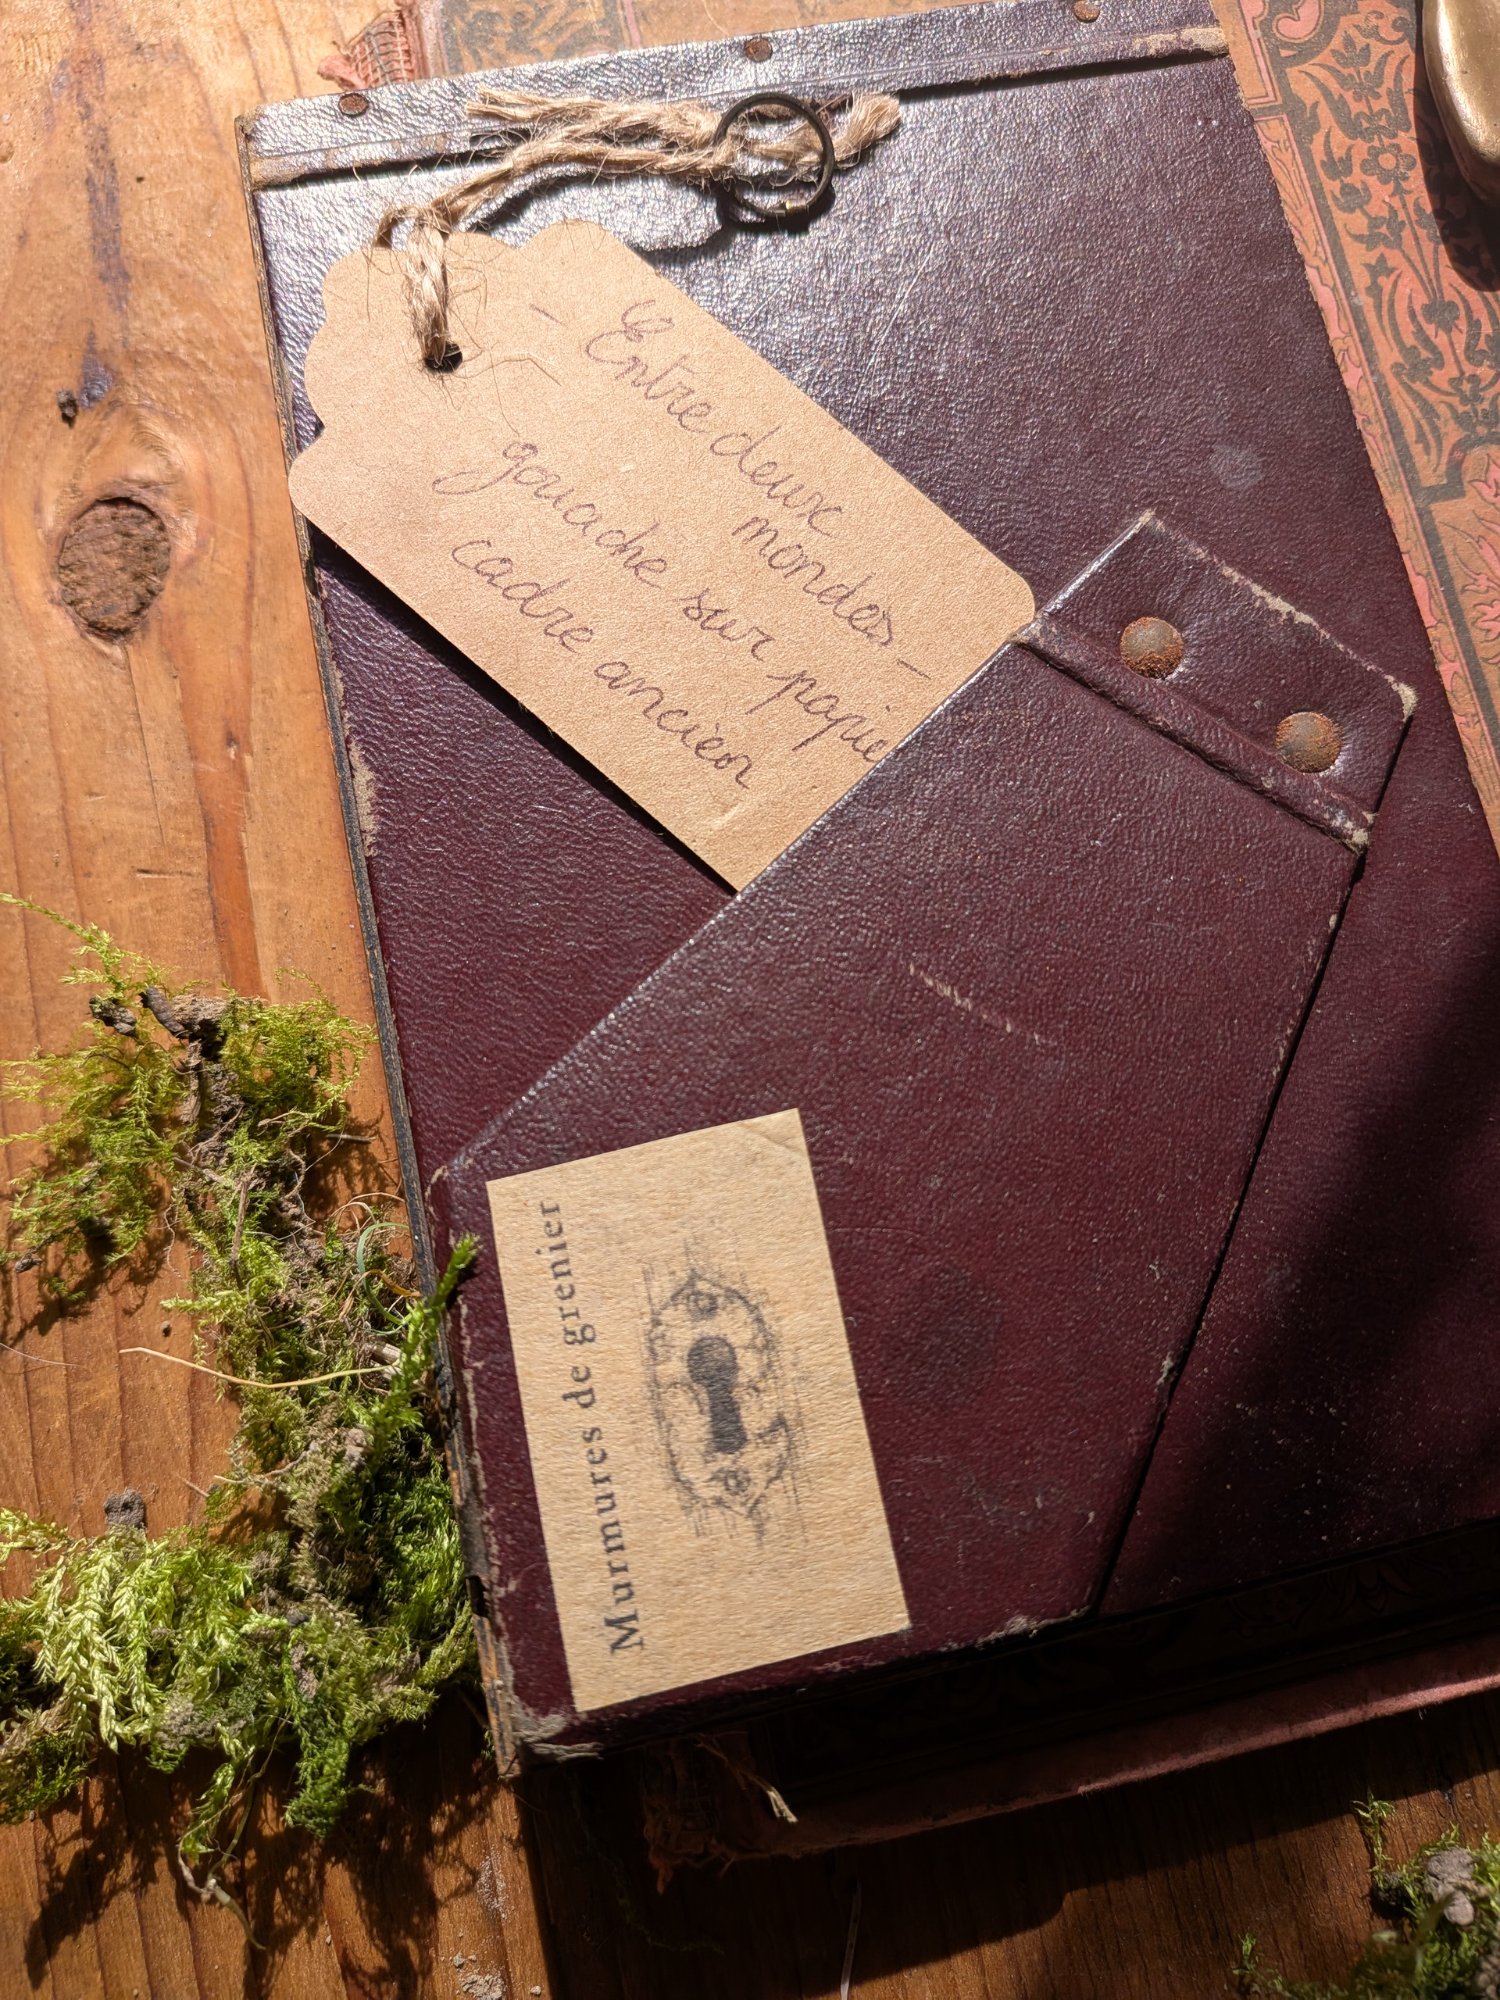 - Entre deux
mondes -
gouache sur papier
cadre ancien
Murmures de grenier